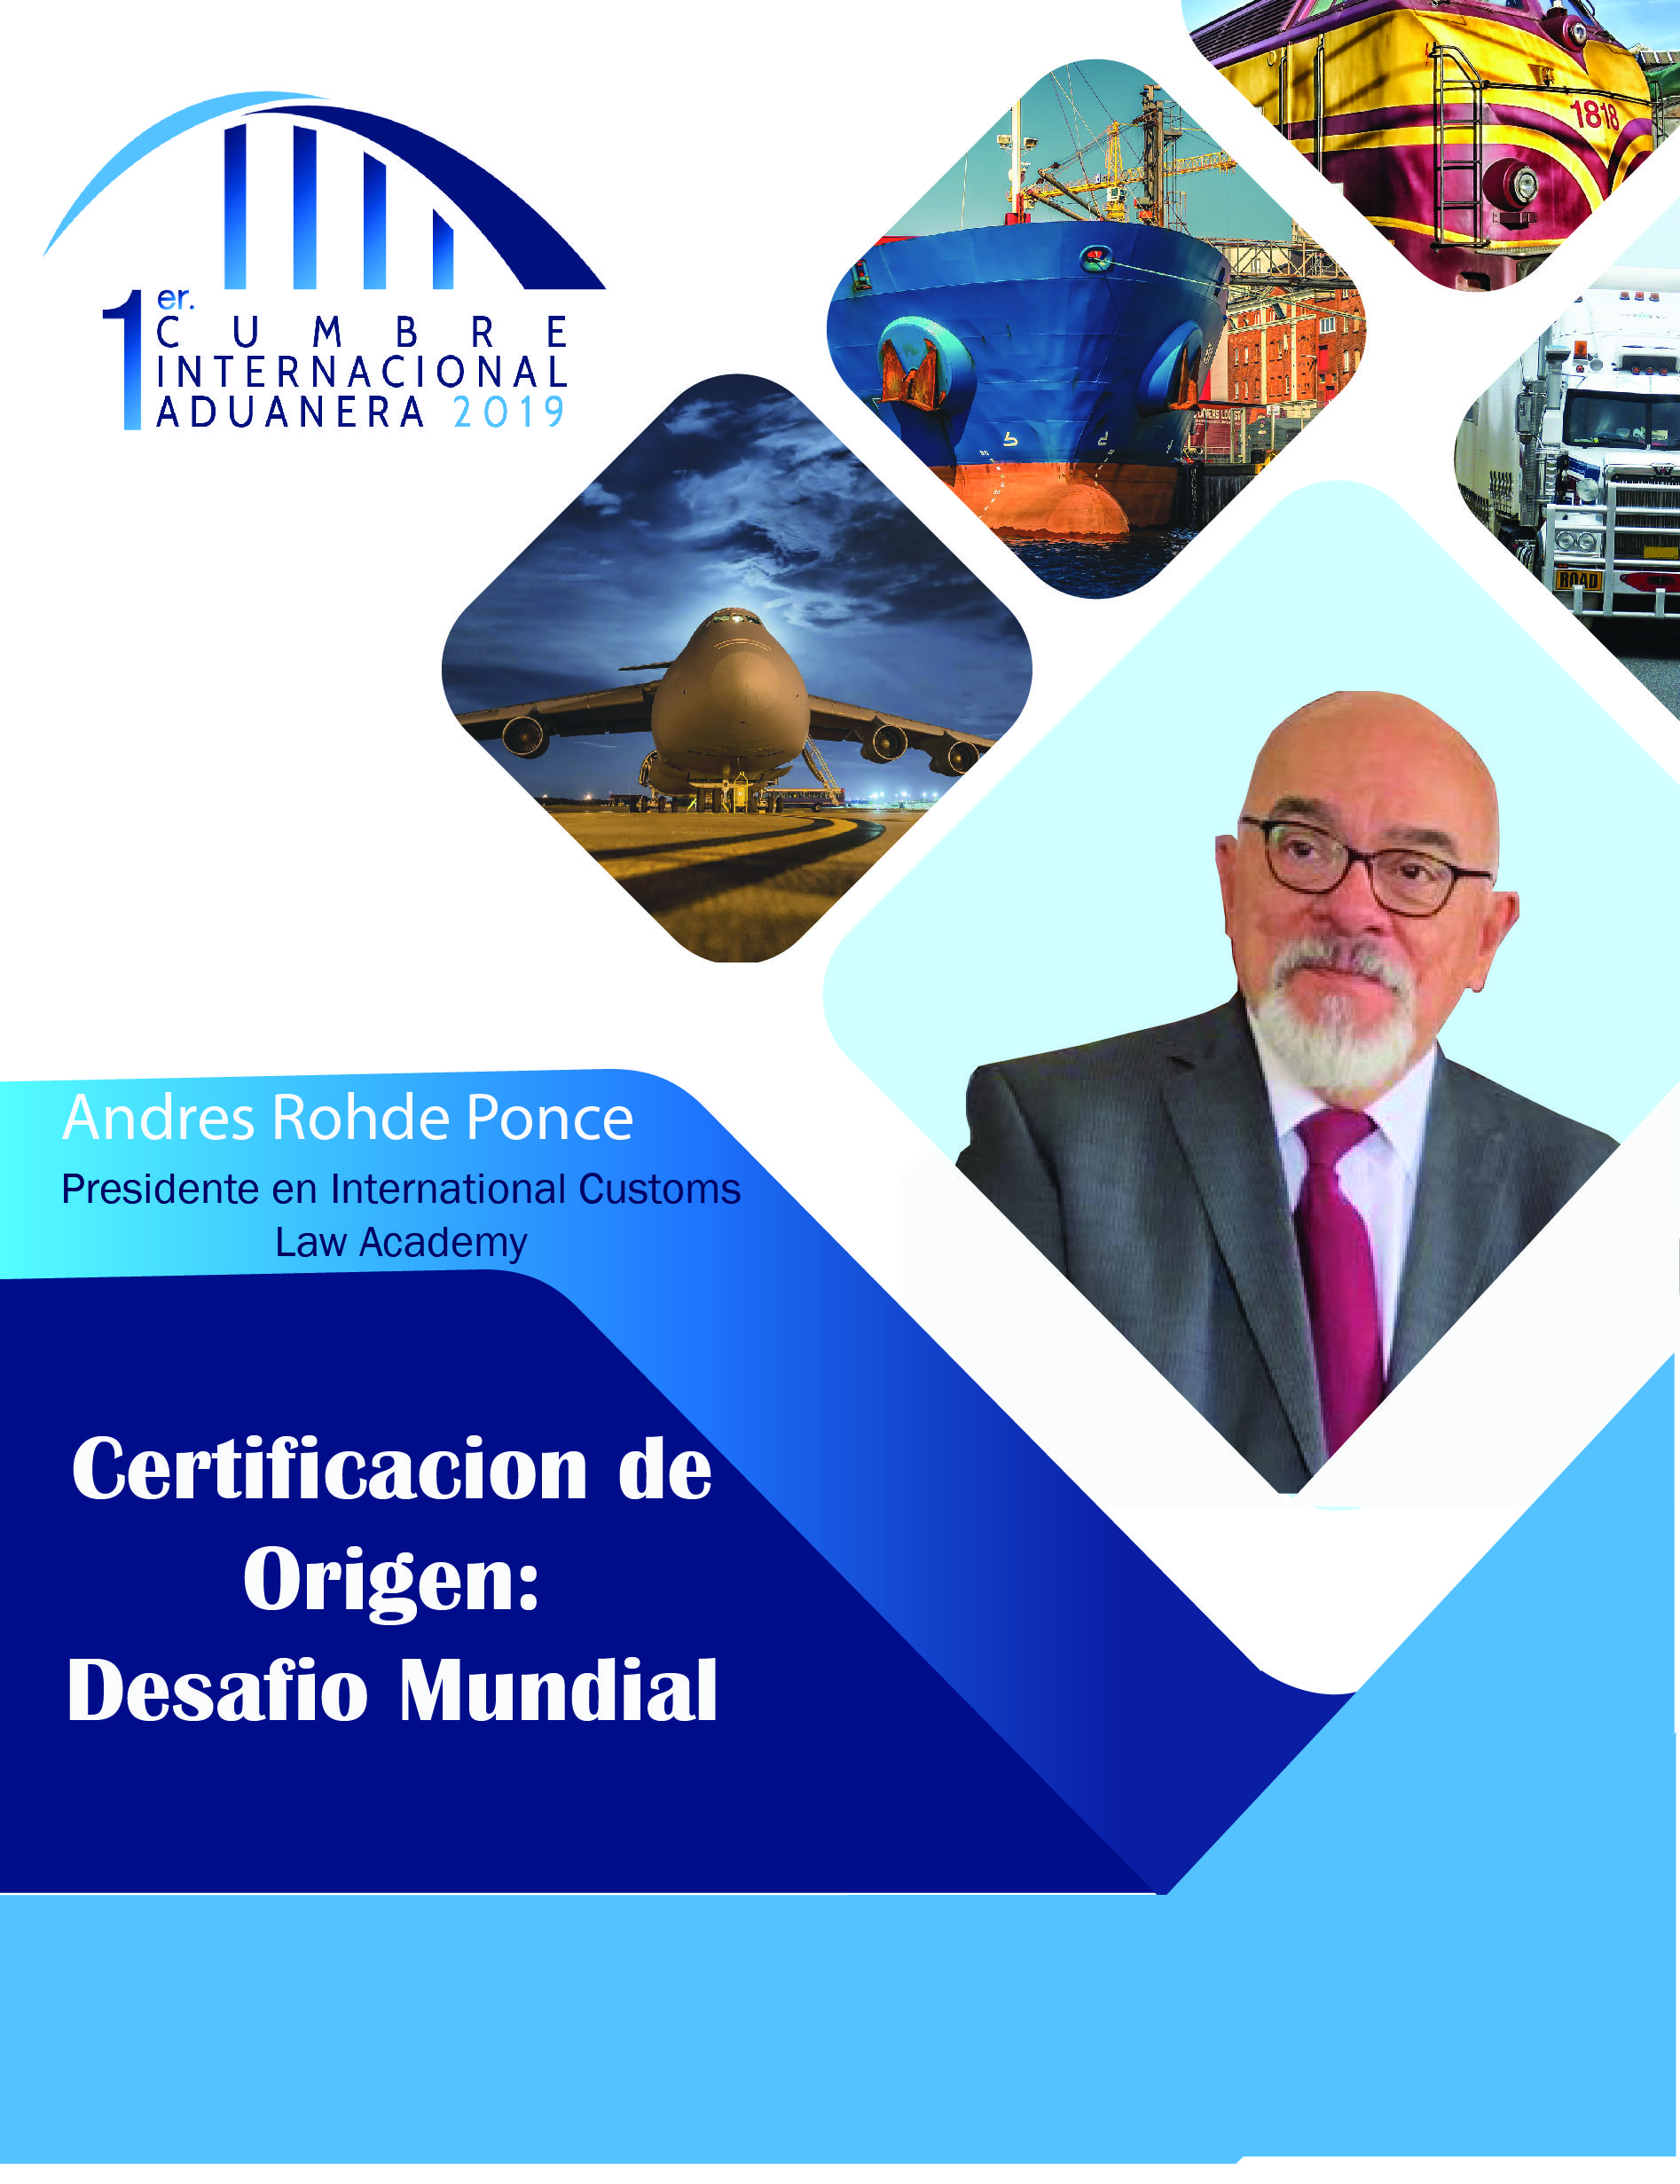 1er.
CUMBRE
INTERNACIONAL
ADUANERA 2019
1818
ROAD
Andres Rohde Ponce
Presidente en International Customs
Law Academy
Certificacion de
Origen:
Desafio Mundial